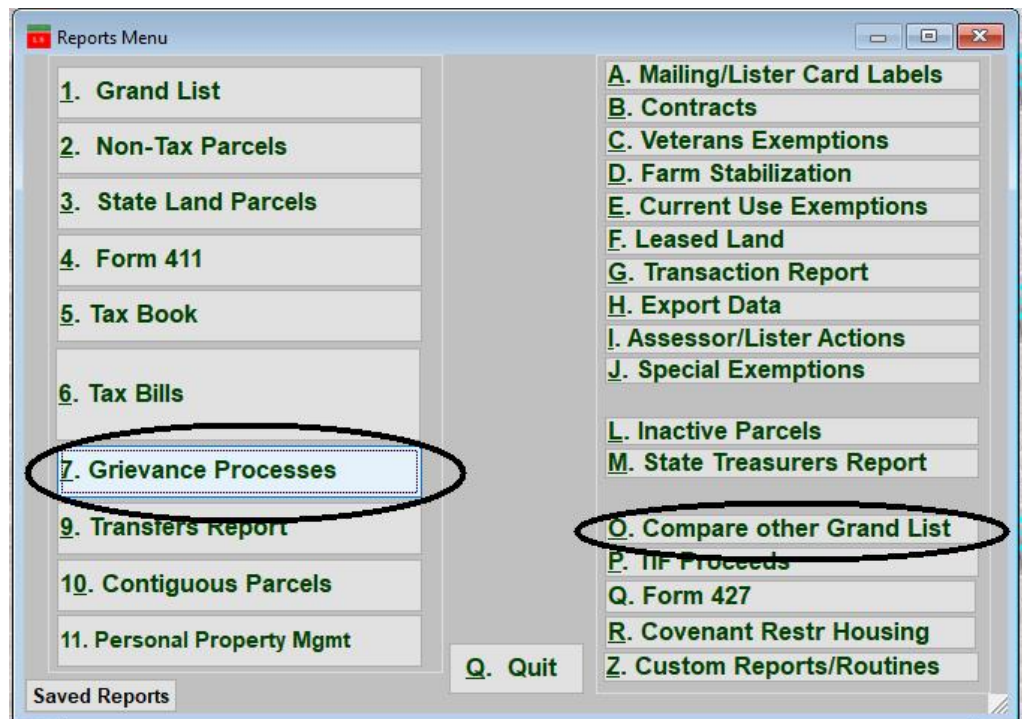 Reports Menu
1. Grand List
2. Non-Tax Parcels
3. State Land Parcels
4. Form 411
5. Tax Book
6. Tax Bills
7. Grievance Processes
9. Transfers Report
10. Contiguous Parcels
11. Personal Property Mgmt
Saved Reports
Q. Quit
A. Mailing/Lister Card Labels
B. Contracts
C. Veterans Exemptions
D. Farm Stabilization
E. Current Use Exemptions
F. Leased Land
G. Transaction Report
H. Export Data
I. Assessor/Lister Actions
J. Special Exemptions
L. Inactive Parcels
M. State Treasurers Report
O. Compare other Grand List
P. TIF Proceeds
Q. Form 427
R. Covenant Restr Housing
Z. Custom Reports/Routines